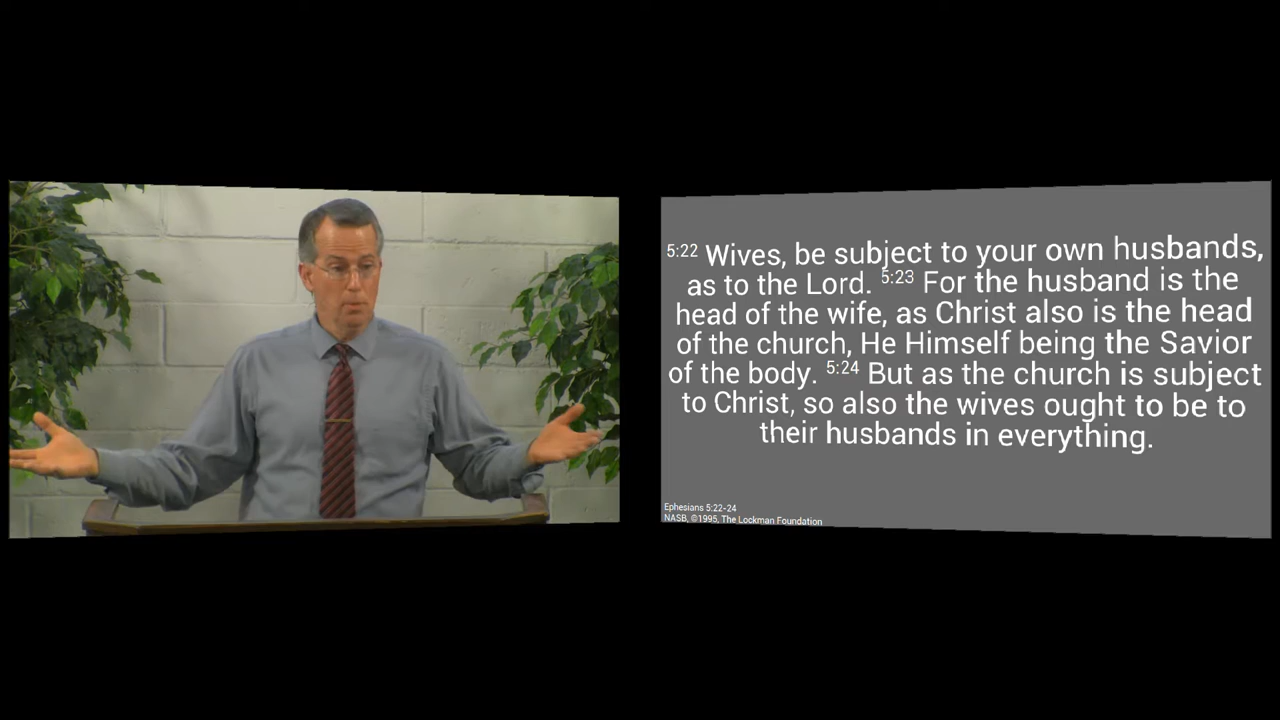 5:22 Wives, be subject to your own husbands,
as to the Lord. 5:23 For the husband is the
head of the wife, as Christ also is the head
of the church, He Himself being the Savior
of the body. 5:24 But as the church is subject
to Christ, so also the wives ought to be to
their husbands in everything.
Ephesians 5:22-24
NASB, ©1995, The Lockman Foundation